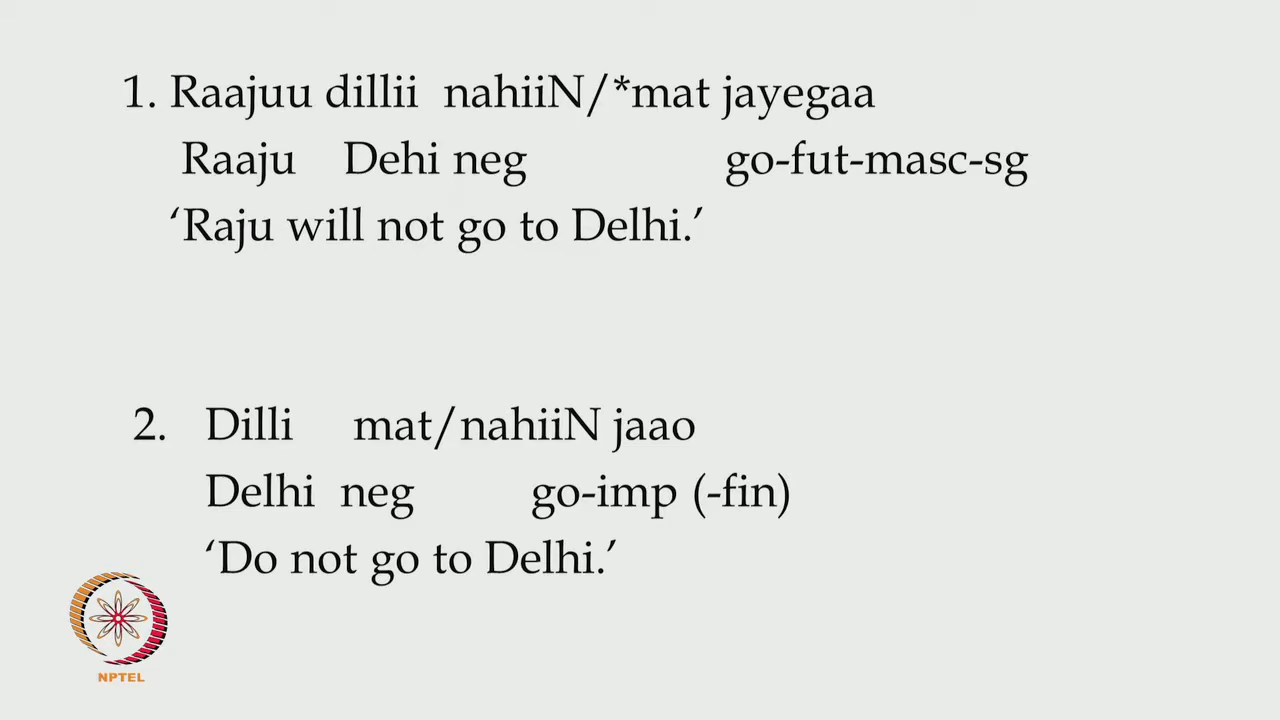 1. Raajuu dillii nahiiN/*mat jayegaa
Raaju Dehi neg go-fut-masc-sg
‘Raju will not go to Delhi.’
2. Dilli mat/nahiiN jaao
Delhi neg go-imp (-fin)
‘Do not go to Delhi.’
NPTEL